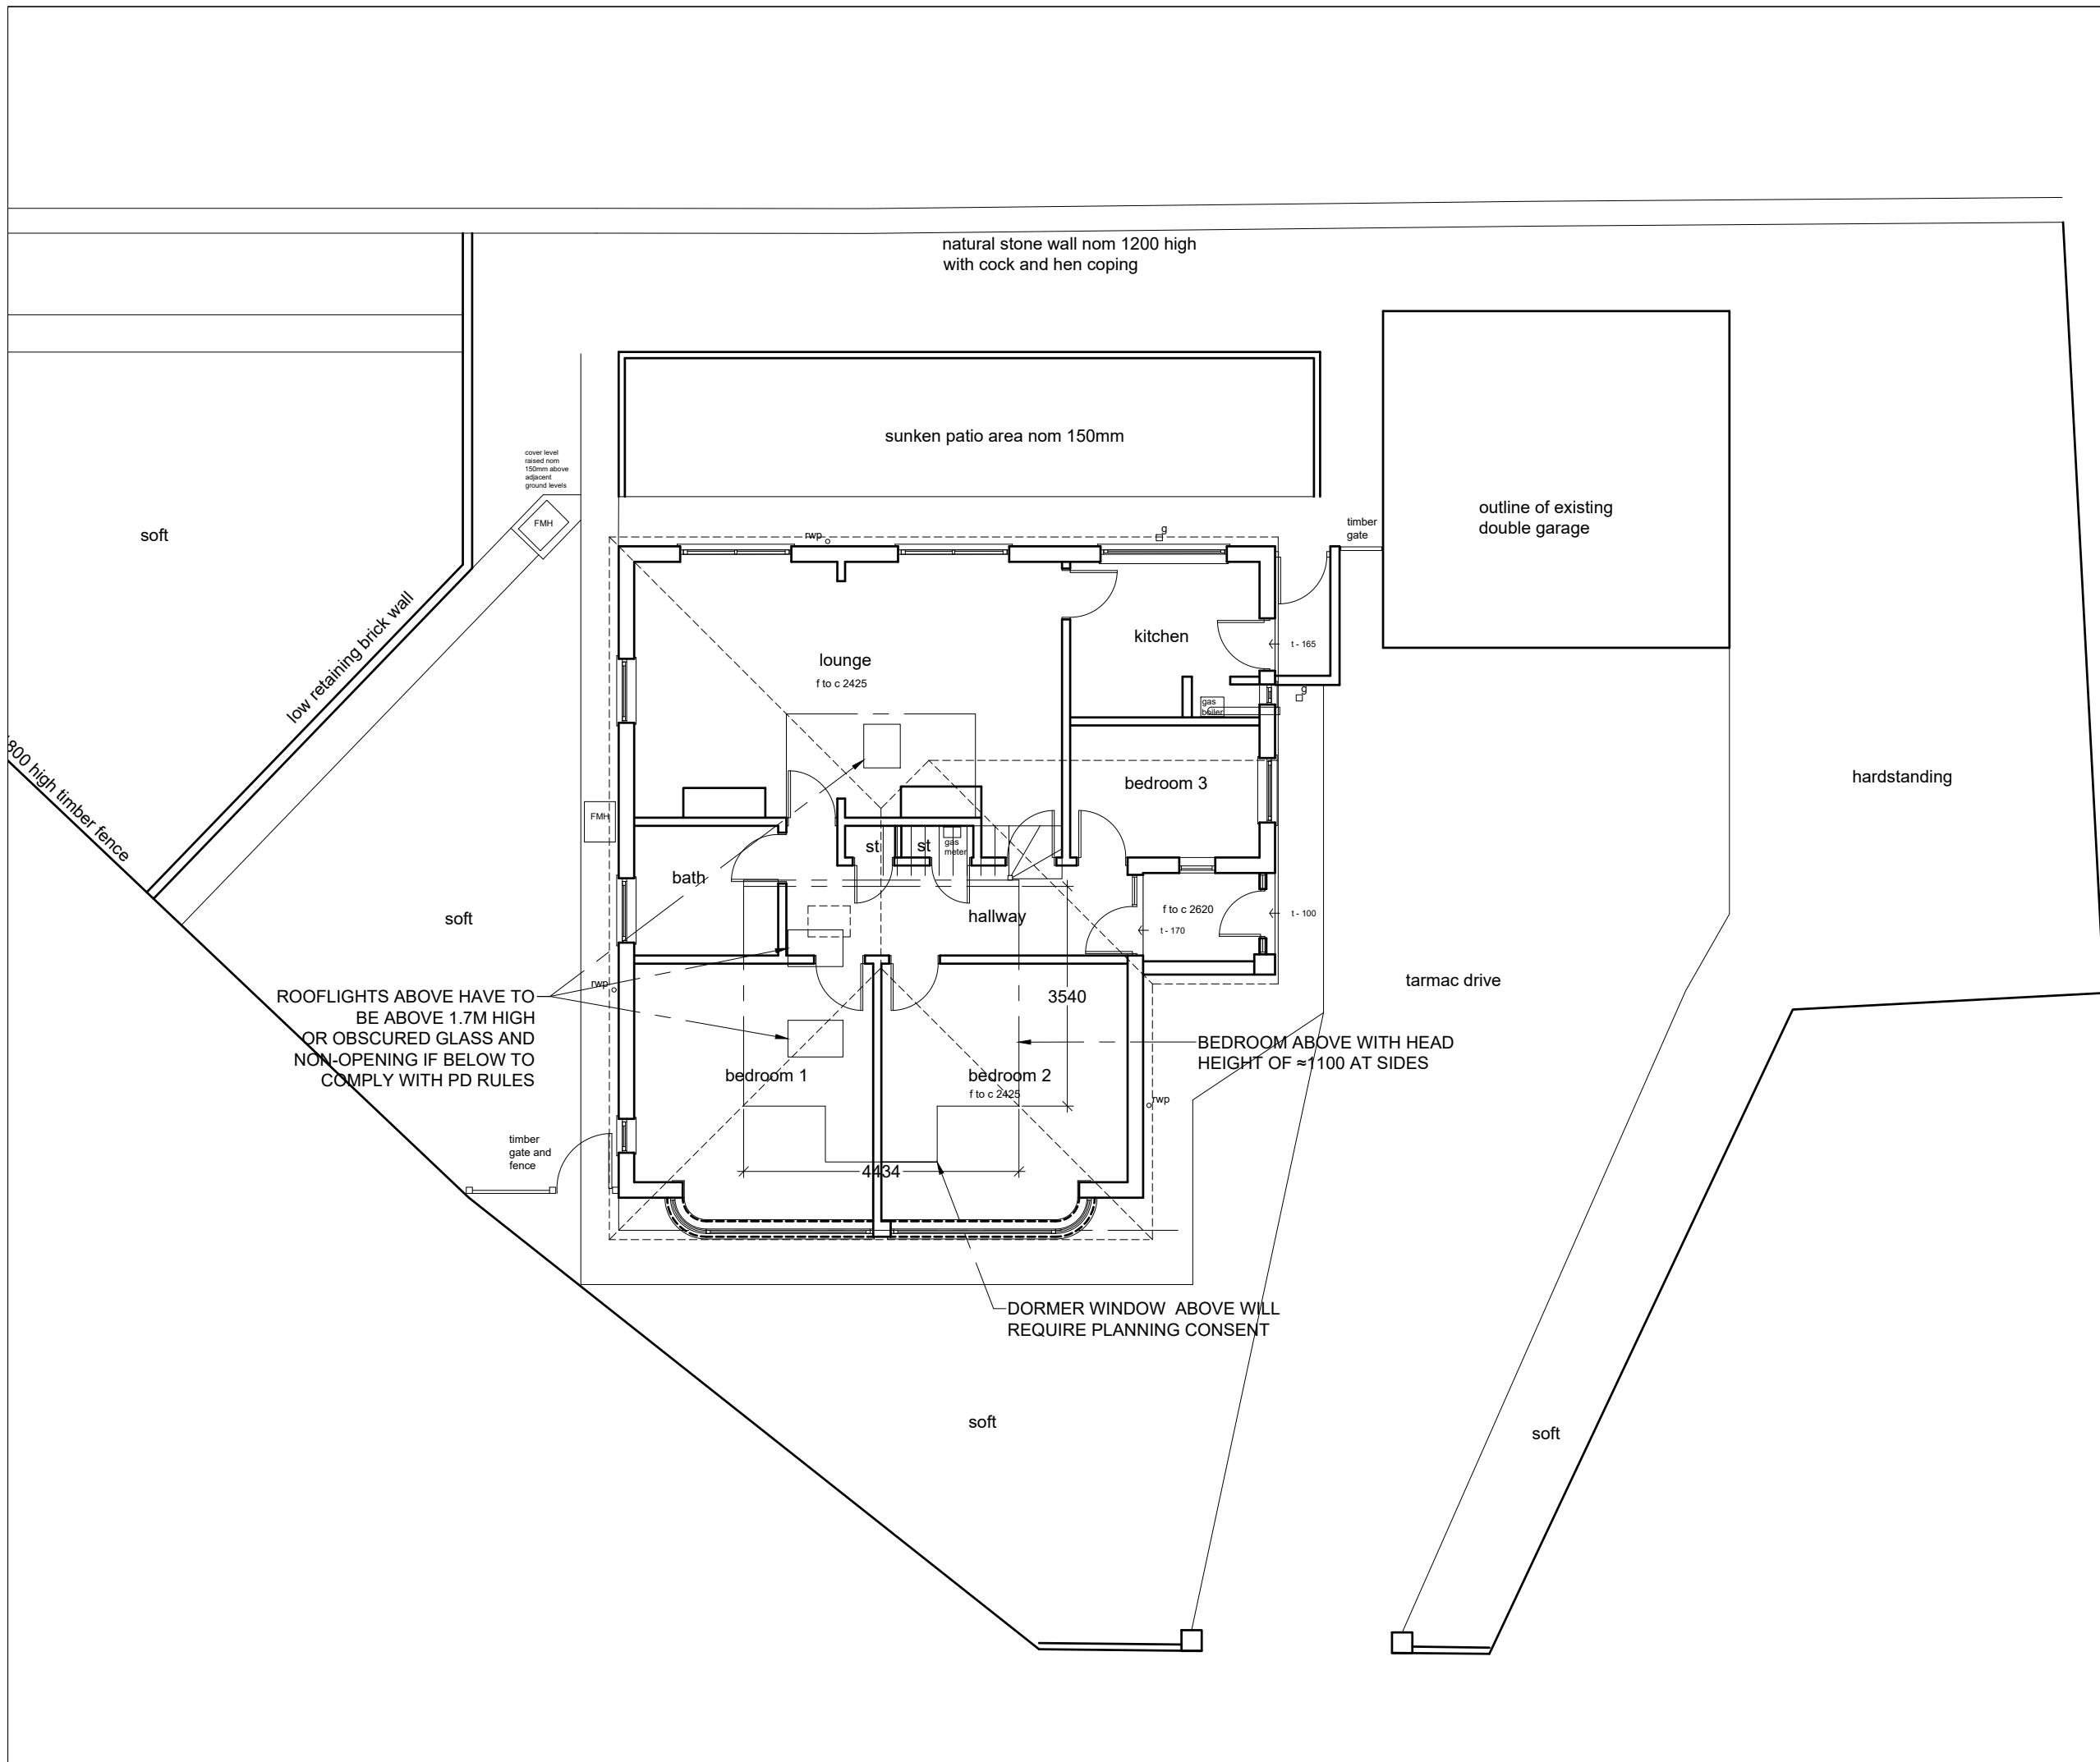 natural stone wall nom 1200 high
with cock and hen coping
sunken patio area nom 150mm
cover level
raised nom
150mm above
adjacent
ground levels
FMH
soft
outline of existing
double garage
timber
gate
rwp
g
kitchen
t - 165
lounge
f to c 2425
low retaining brick wall
g
gas
boiler
800 high timber fence
bedroom 3
hardstanding
FMH
st
st
gas
meter
bath
soft
hallway
f to c 2620
t - 100
t - 170
tarmac drive
rwp
ROOFLIGHTS ABOVE HAVE TO
BE ABOVE 1.7M HIGH
OR OBSCURED GLASS AND
NON-OPENING IF BELOW TO
COMPLY WITH PD RULES
3540
BEDROOM ABOVE WITH HEAD
HEIGHT OF ≈1100 AT SIDES
bedroom 1
bedroom 2
f to c 2425
rwp
timber
gate and
fence
4434
DORMER WINDOW ABOVE WILL
REQUIRE PLANNING CONSENT
soft
soft